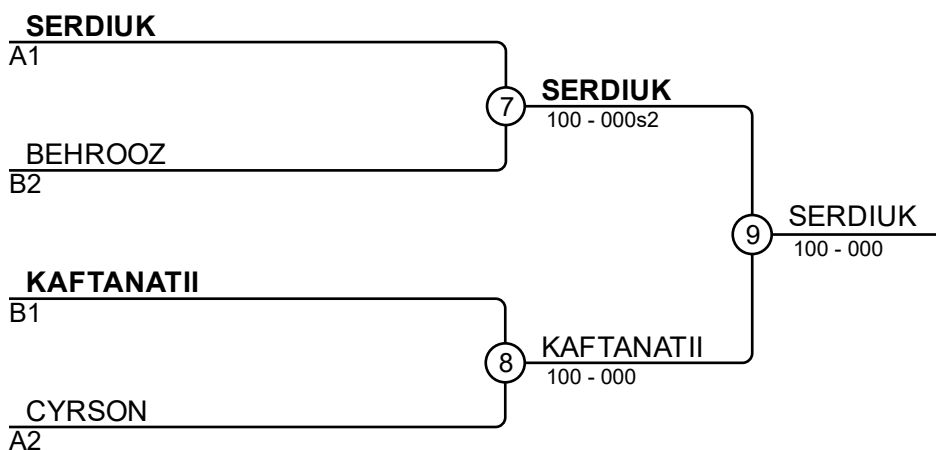 SERDIUK
A1
7
SERDIUK
100 - 000s2
BEHROOZ
B2
9
SERDIUK
100 - 000
KAFTANATII
B1
8
KAFTANATII
100 - 000
CYRSON
A2